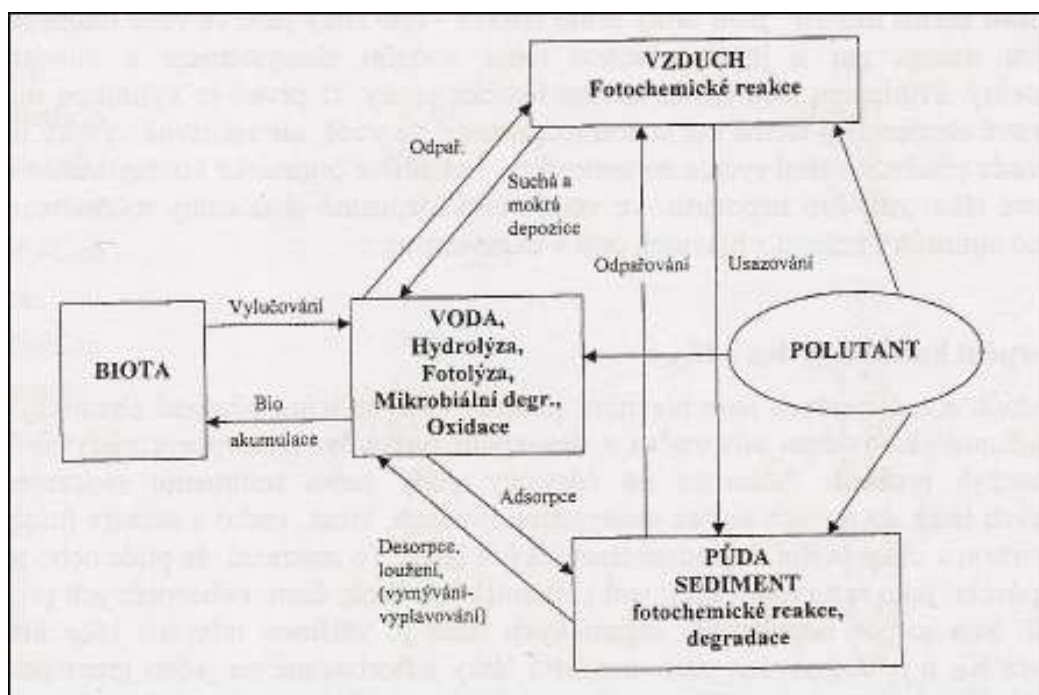 VZDUCH
Fotochemické reakce
Odpař.
Suchá a
mokrá
depozice
Odpařování
Usazování
Vylučování
VODA,
Hydrolýza,
Fotolýza,
Mikrobiální degr.,
Oxidace
POLUTANT
BIOTA
Bio
akumulace
Adsorpce
Desorpce.
loužení,
(vymývání-
vyplavování)
PŮDA
SEDIMENT
fotochemické reakce,
degradace